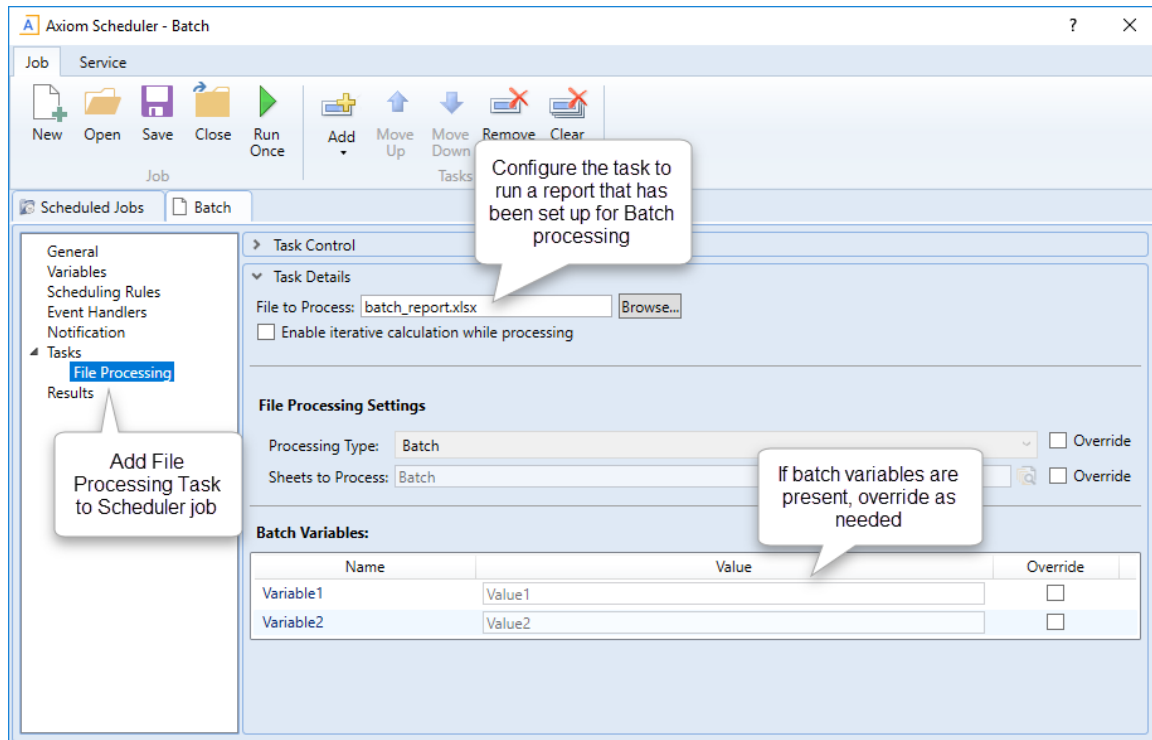 A Axiom Scheduler - Batch
? ×
Job Service
New Open Save Close Run Once Add Move Up Move Down Remove Clear
Job Tasks
Configure the task to
run a report that has
been set up for Batch
processing
Scheduled Jobs Batch
General
Variables
Scheduling Rules
Event Handlers
Notification
Tasks
File Processing
Results
Add File
Processing Task
to Scheduler job
Task Control
Task Details
File to Process: batch_report.xlsx Browse...
Enable iterative calculation while processing
File Processing Settings
Processing Type: Batch Override
Sheets to Process: Batch Override
If batch variables are
present, override as
needed
Batch Variables:
Name Value Override
Variable1 Value1
Variable2 Value2